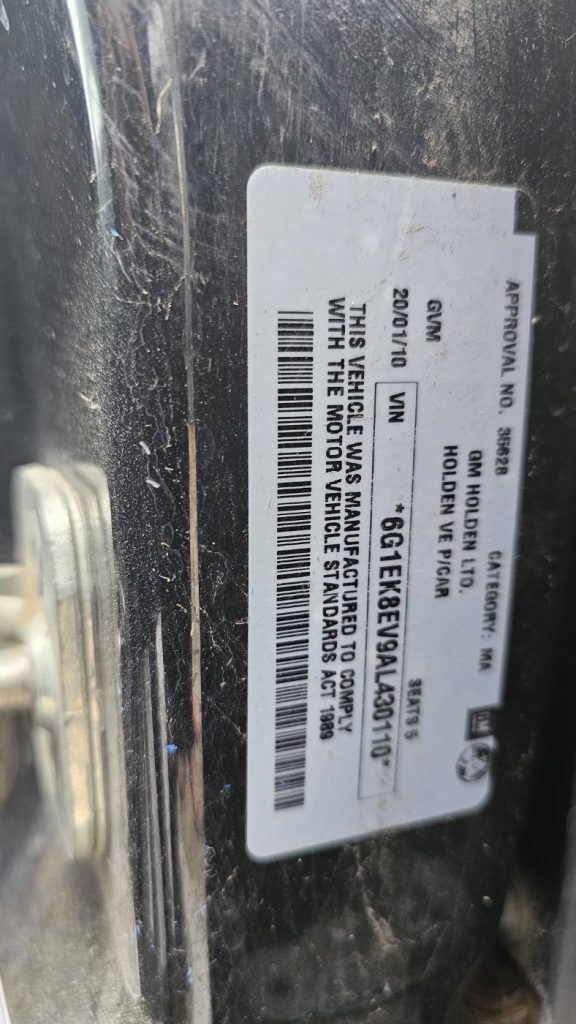 APPROVAL NO. 35628 CATEGORY: MA
GM HOLDEN LTD.
HOLDEN VE P/CAR
GVM SEATS 5
20/01/10 VIN *6G1EK8EV9AL430110*
THIS VEHICLE WAS MANUFACTURED TO COMPLY
WITH THE MOTOR VEHICLE STANDARDS ACT 1989
GM